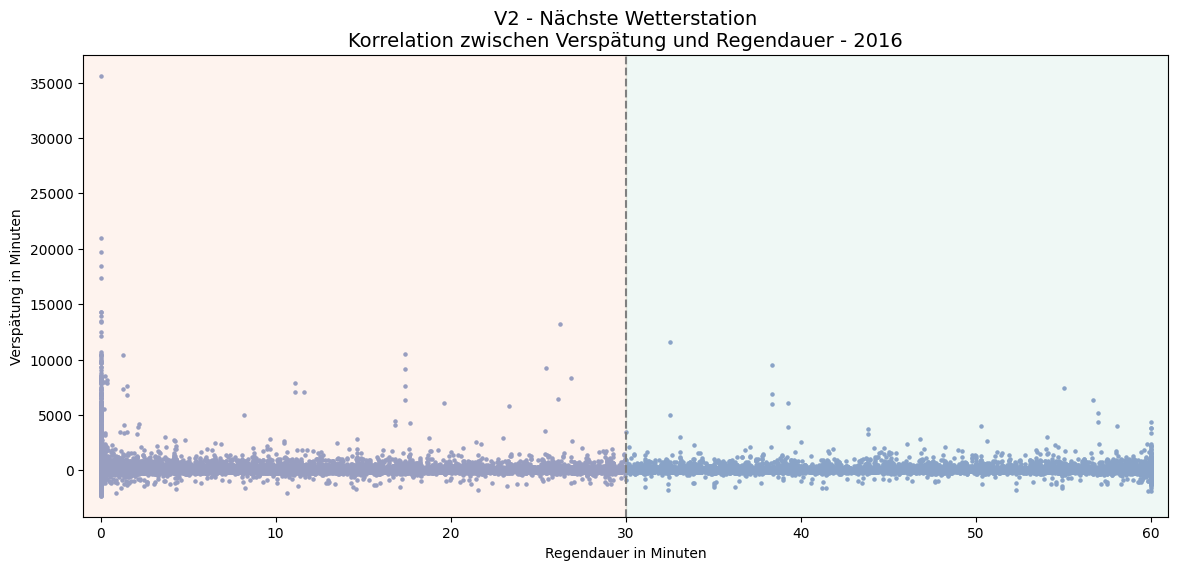 V2 - Nächste Wetterstation
Korrelation zwischen Verspätung und Regendauer - 2016
35000
30000
25000
20000
15000
10000
5000
0
Verspätung in Minuten
0 10 20 30 40 50 60
Regendauer in Minuten